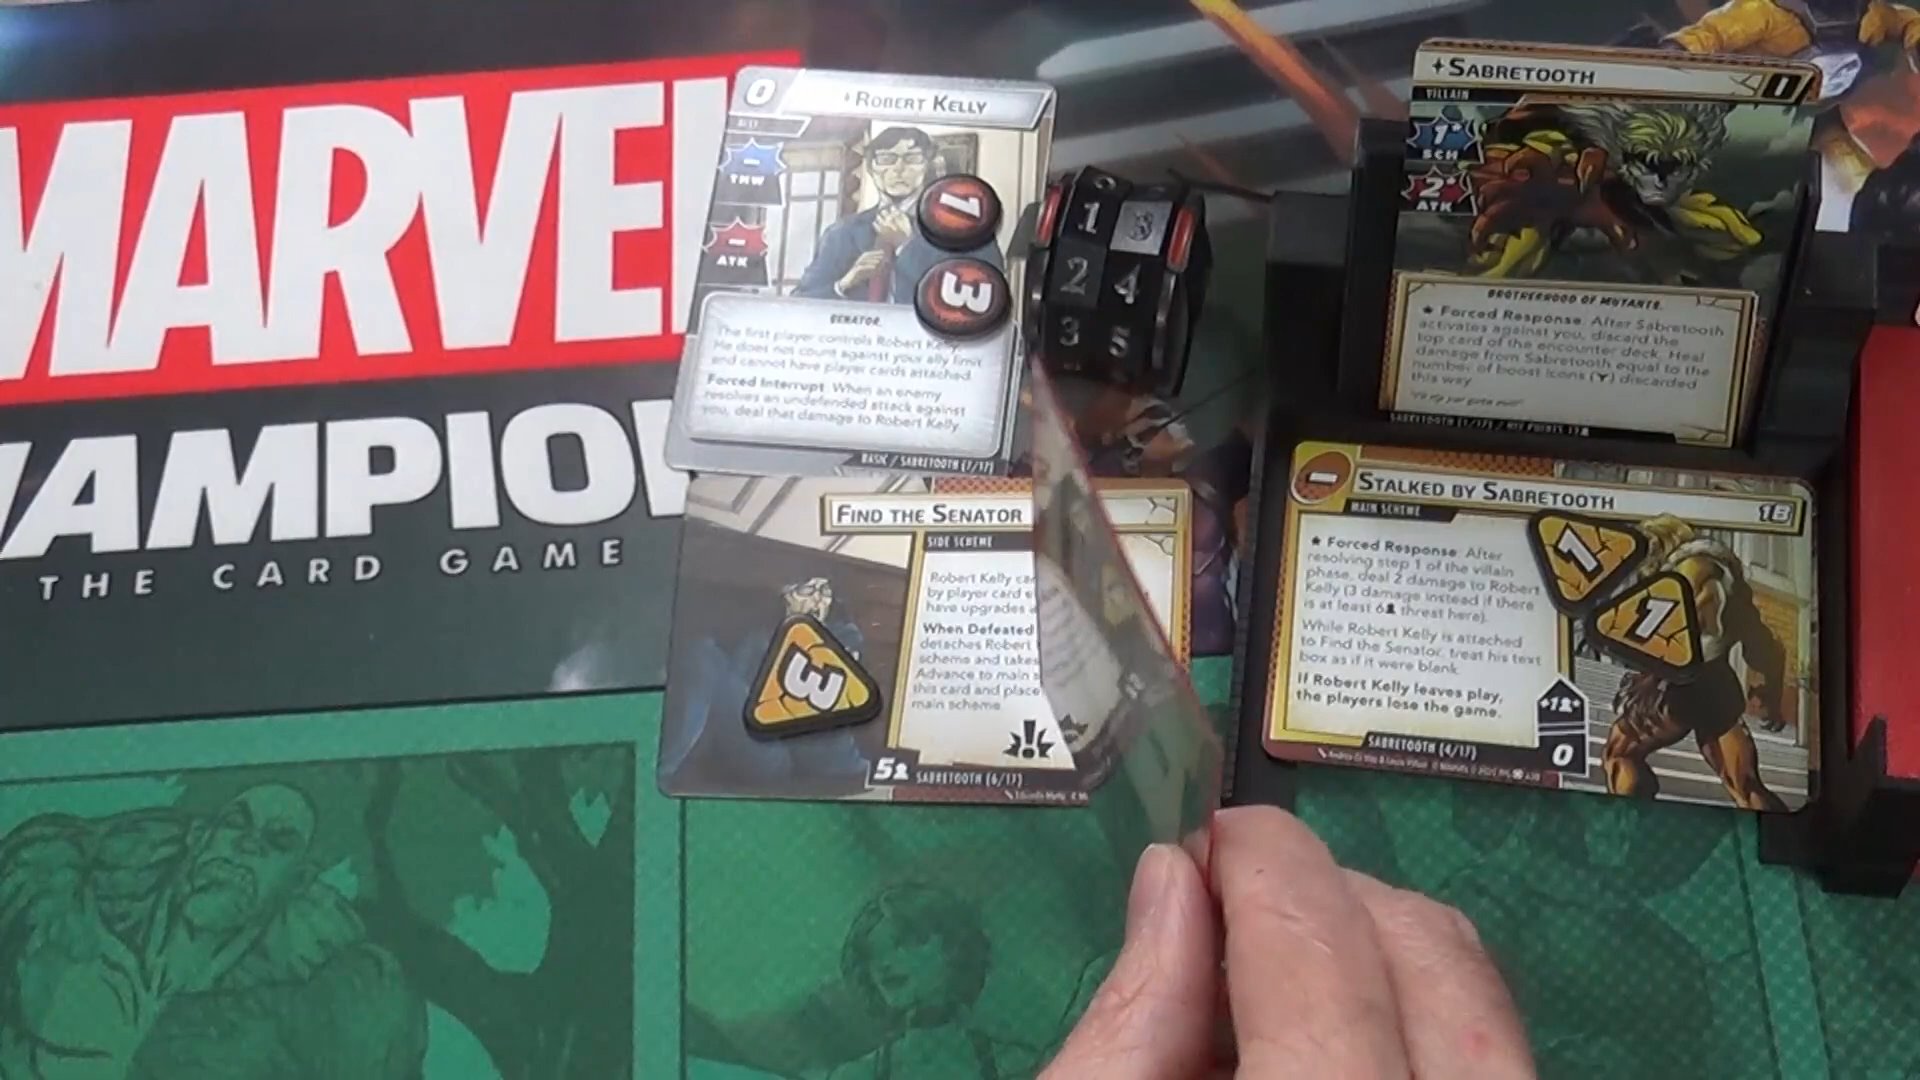 MARVEL
CHAMPIO
THE CARD GAME
0
ROBERT KELLY
ALLY
-
THW
-
ATK
1
3
SENATOR.
The first player controls Robert Kelly.
He does not count against your ally limit
and cannot have player cards attached.
Forced Interrupt: When an enemy
resolves an undefended attack against
you, deal that damage to Robert Kelly.
BASIC / SABRETOOTH (7/17)
1
3
2
4
3
5
FIND THE SENATOR
SIDE SCHEME
Robert Kelly
by player card
have upgrades
When Defeated
detaches Robert
scheme and takes
Advance to main
this card and place
main scheme
3
5
SABRETOOTH (6/17)
SABRETOOTH
1
VILLAIN
1*
SCH
2*
ATK
BROTHERHOOD OF MUTANTS.
★ Forced Response: After Sabretooth
activates against you, discard the
top card of the encounter deck. Heal
damage from Sabretooth equal to the
number of boost icons ( ) discarded
this way.
SABRETOOTH (1/17) / HIT POINTS
-
STALKED BY SABRETOOTH
1B
MAIN SCHEME
★ Forced Response: After
resolving step 1 of the villain
phase, deal 2 damage to Robert
Kelly (3 damage instead if there
is at least 6 threat here).
While Robert Kelly is attached
to Find the Senator, treat his text
box as if it were blank.
If Robert Kelly leaves play,
the players lose the game.
1
1
+1*
0
SABRETOOTH (4/17)